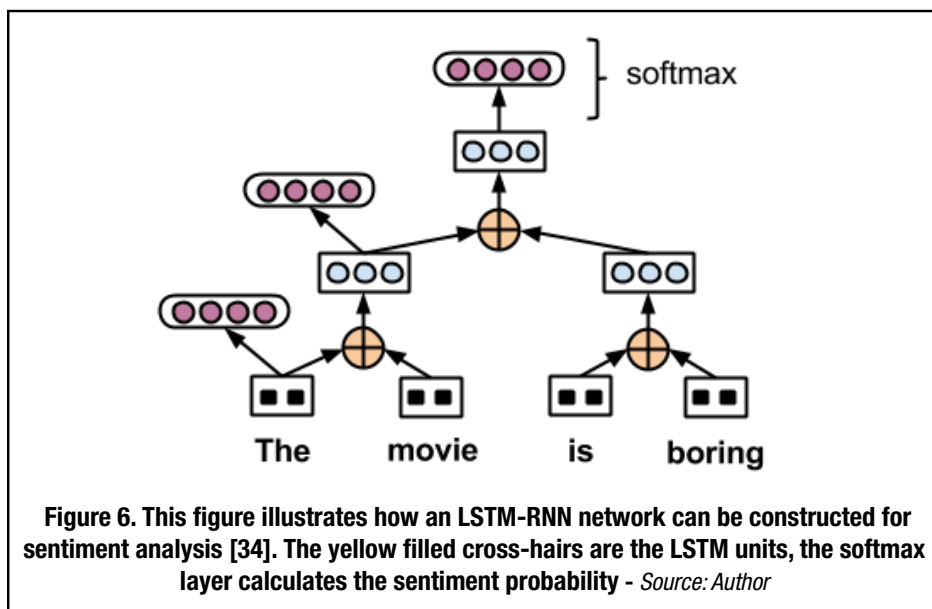 softmax
The movie is boring
Figure 6. This figure illustrates how an LSTM-RNN network can be constructed for
sentiment analysis [34]. The yellow filled cross-hairs are the LSTM units, the softmax
layer calculates the sentiment probability - Source: Author